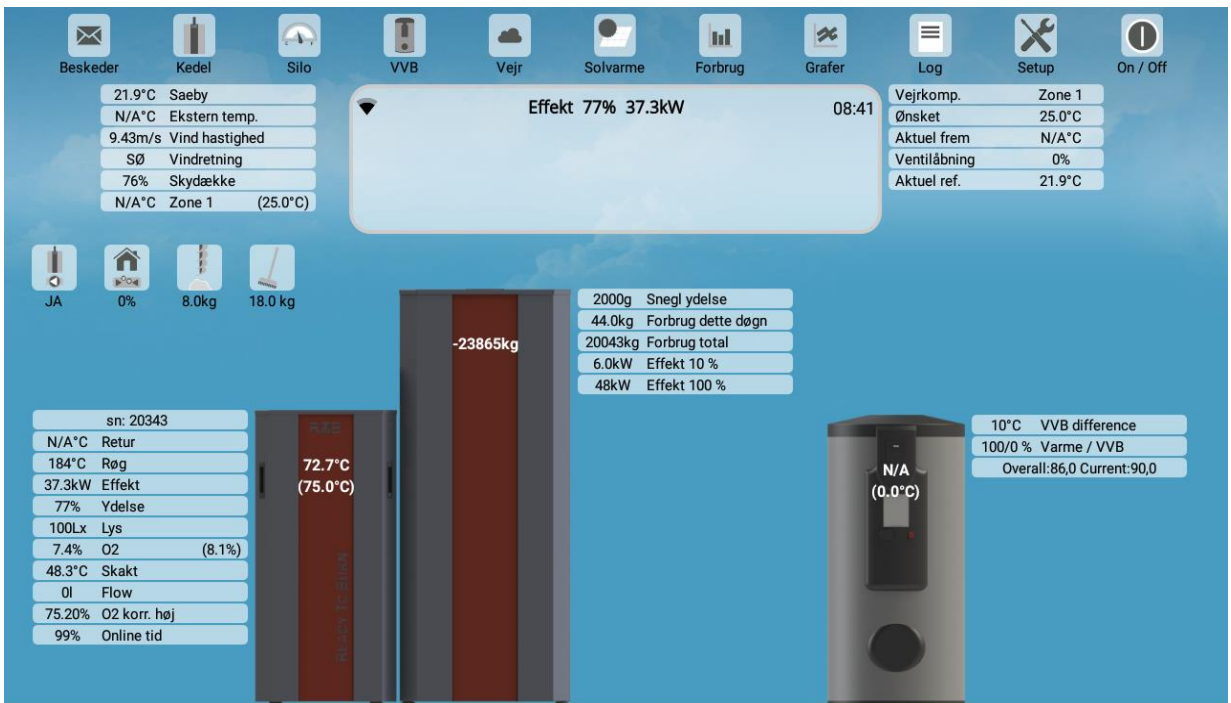 Beskeder Kedel Silo VVB Vejr Solvarme Forbrug Grafer Log Setup On / Off
21.9°C Saeby
N/A°C Ekstern temp.
9.43m/s Vind hastighed
SØ Vindretning
76% Skydække
N/A°C Zone 1 (25.0°C)
Effekt 77% 37.3kW 08:41
Vejrkomp. Zone 1
Ønsket 25.0°C
Aktuel frem N/A°C
Ventilåbning 0%
Aktuel ref. 21.9°C
JA 0% 8.0kg 18.0 kg
-23865kg
2000g Snegl ydelse
44.0kg Forbrug dette døgn
20043kg Forbrug total
6.0kW Effekt 10 %
48kW Effekt 100 %
sn: 20343
N/A°C Retur
184°C Røg
37.3kW Effekt
77% Ydelse
100Lx Lys
7.4% O2 (8.1%)
48.3°C Skakt
0l Flow
75.20% O2 korr. høj
99% Online tid
RTB
72.7°C
(75.0°C)
READY TO BURN
N/A
(0.0°C)
10°C VVB difference
100/0 % Varme / VVB
Overall:86,0 Current:90,0